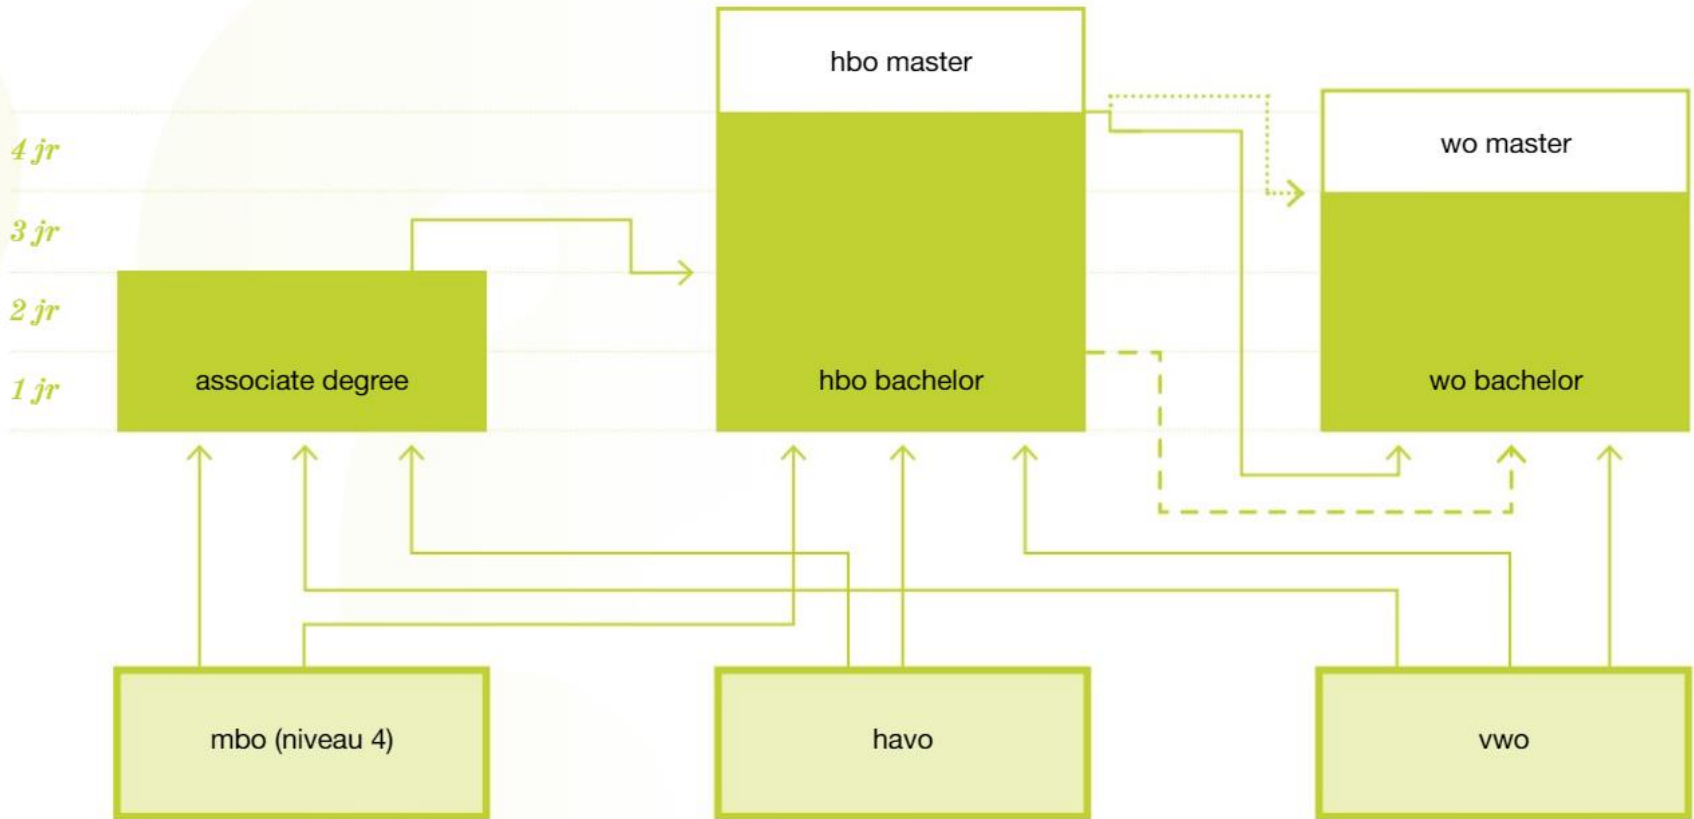 hbo master
wo master
4 jr
3 jr
2 jr
1 jr
associate degree
hbo bachelor
wo bachelor
mbo (niveau 4)
havo
vwo